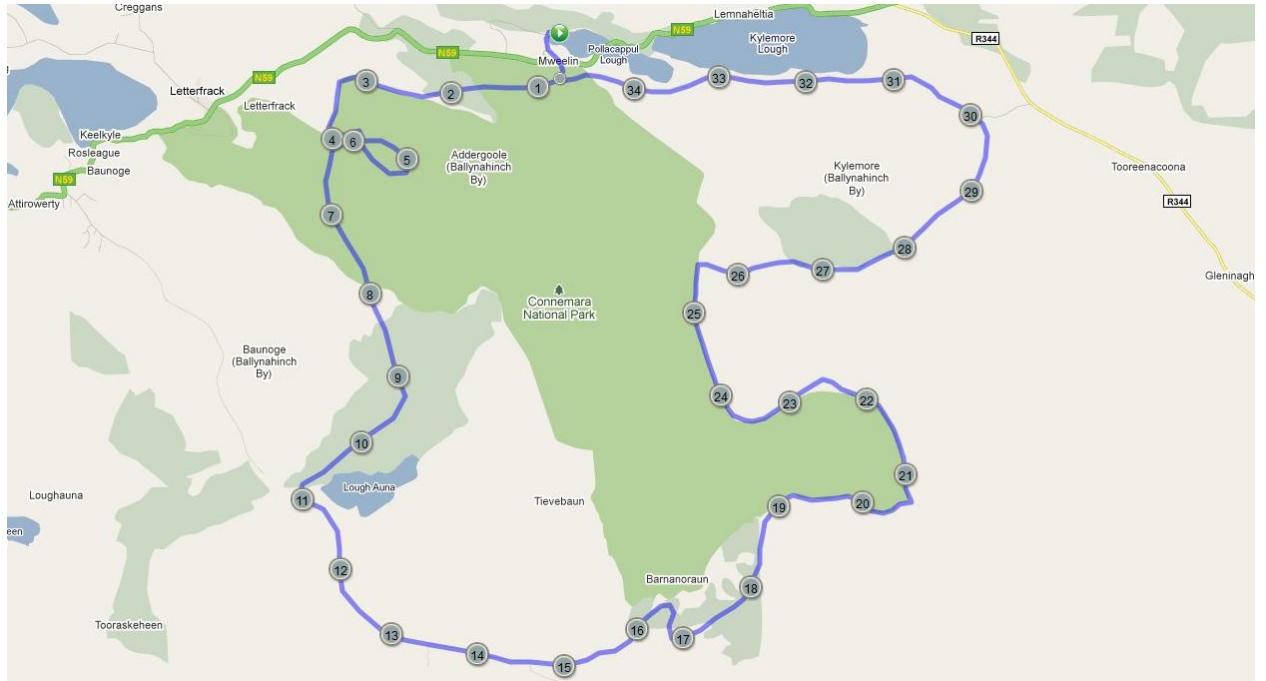 Creggans
Lemnaheltia
N59
N59
R344
Pollacappul
Lough
Kylemore
Lough
Mweelin
N59
Letterfrack
Letterfrack
3
2
1
34
33
32
31
30
Keelkyle
Rosleague
Baunoge
N59
Attirowerty
4
6
5
Addergoole
(Ballynahinch
By)
Kylemore
(Ballynahinch
By)
Tooreenacoona
R344
29
7
28
27
26
Gleninagh
8
Connemara
National Park
25
Baunoge
(Ballynahinch
By)
9
24
23
22
10
21
Lough Auna
Loughauna
11
Tievebaun
19
20
een
12
Barnanoraun
18
Tooraskeheen
13
16
17
14
15